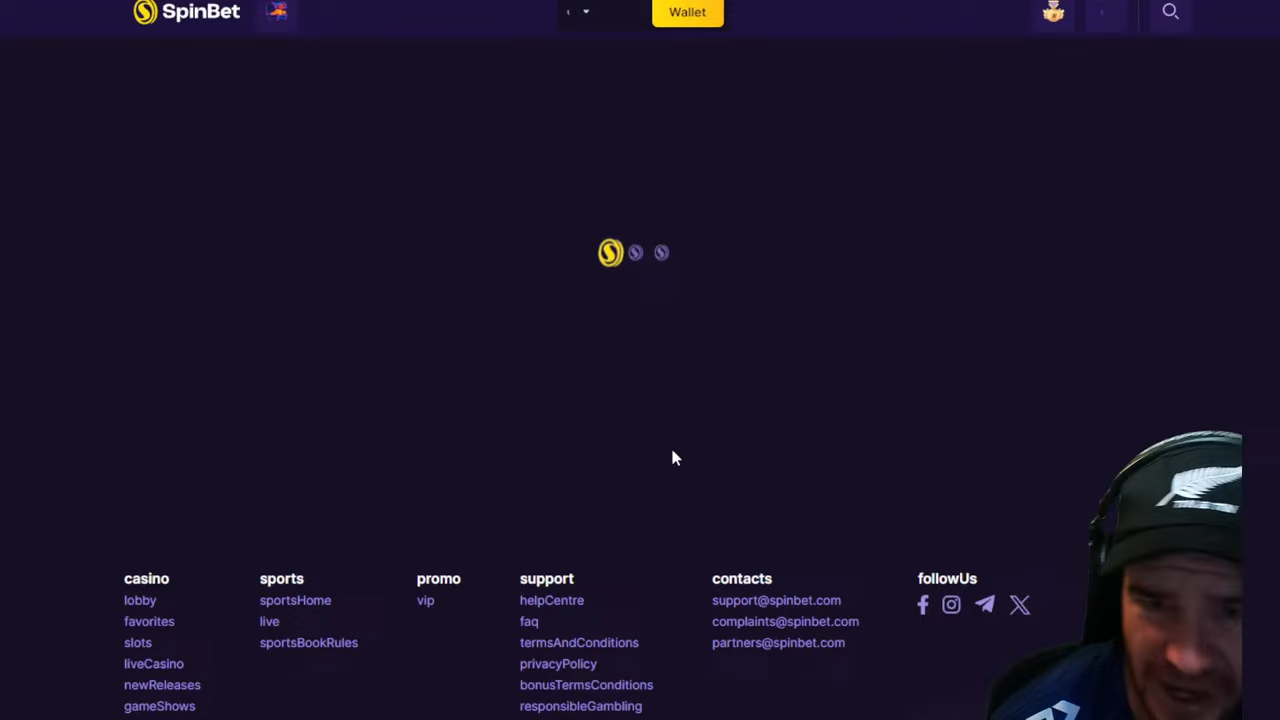 SpinBet
Wallet
casino
lobby
favorites
slots
liveCasino
newReleases
gameShows
sports
sportsHome
live
sportsBookRules
promo
vip
support
helpCentre
faq
termsAndConditions
privacyPolicy
bonusTermsConditions
responsibleGambling
contacts
support@spinbet.com
complaints@spinbet.com
partners@spinbet.com
followUs